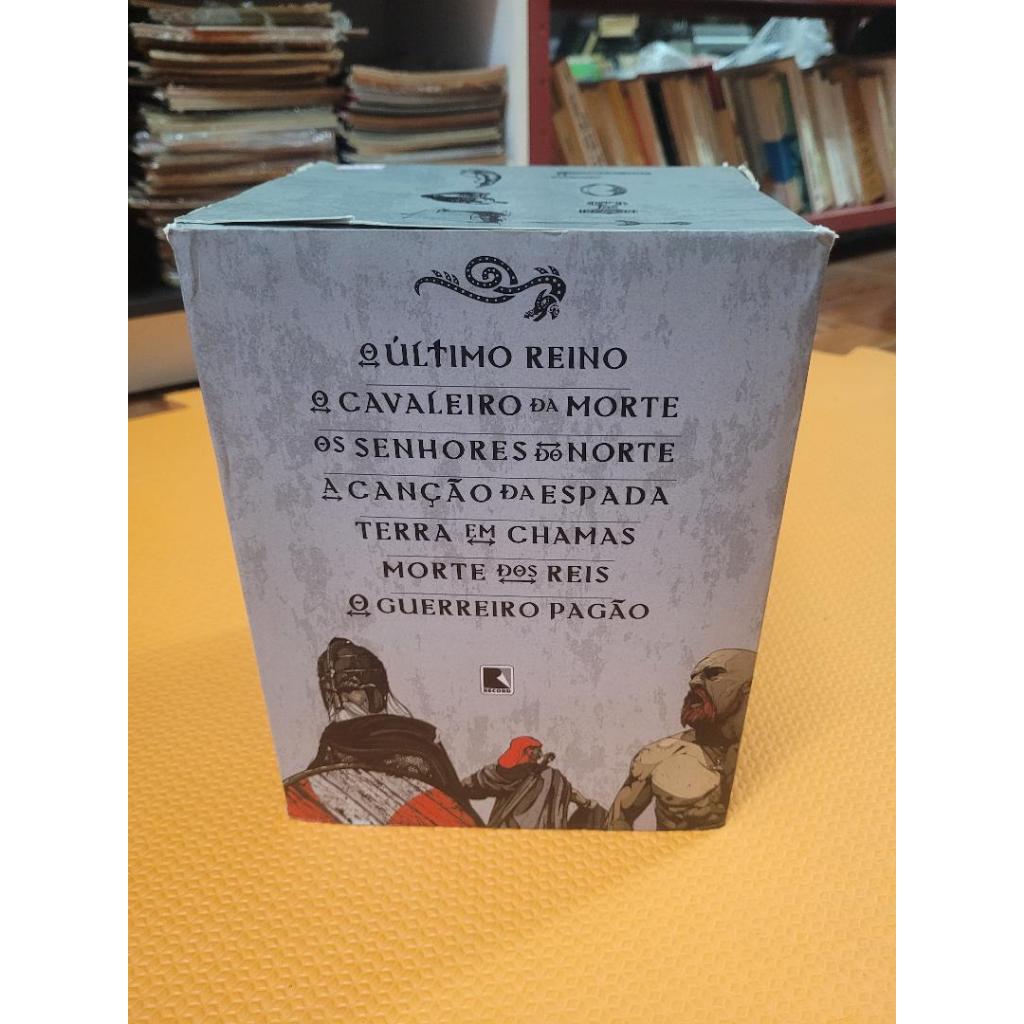 O ÚLTIMO REINO
O CAVALEIRO DA MORTE
OS SENHORES DO NORTE
A CANÇÃO DA ESPADA
TERRA EM CHAMAS
MORTE DOS REIS
O GUERREIRO PAGÃO
RECORD